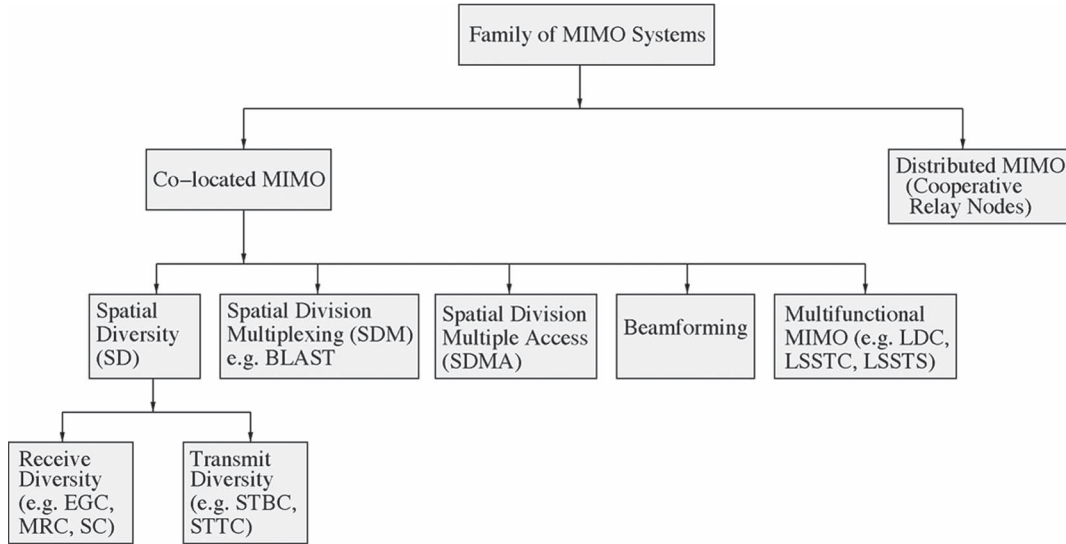 Family of MIMO Systems
Co-located MIMO
Distributed MIMO
(Cooperative
Relay Nodes)
Spatial
Diversity
(SD)
Spatial Division
Multiplexing (SDM)
e.g. BLAST
Spatial Division
Multiple Access
(SDMA)
Beamforming
Multifunctional
MIMO (e.g. LDC,
LSSTC, LSSTS)
Receive
Diversity
(e.g. EGC,
MRC, SC)
Transmit
Diversity
(e.g. STBC,
STTC)